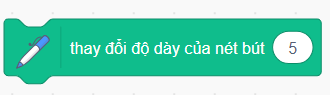 thay đổi độ dày của nét bút 5